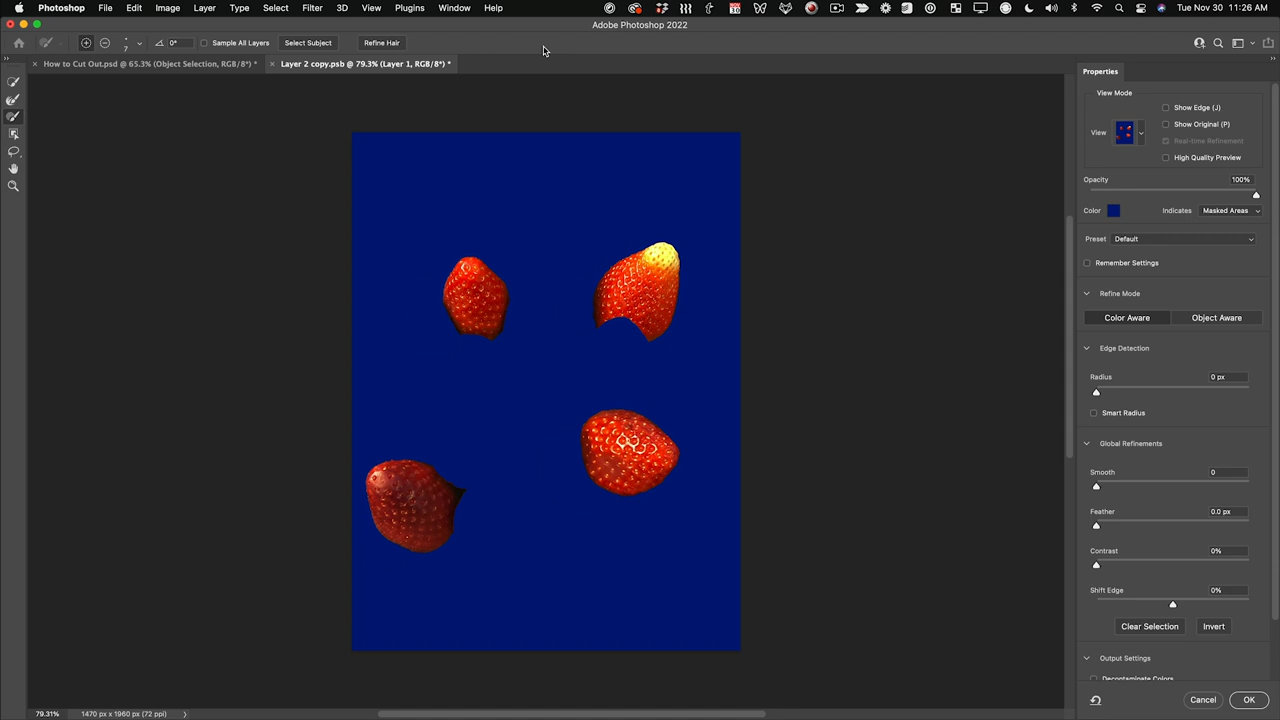 Photoshop File Edit Image Layer Type Select Filter 3D View Plugins Window Help Tue Nov 30 11:26 AM
Adobe Photoshop 2022
7 0° Sample All Layers Select Subject Refine Hair
How to Cut Out.psd @ 65.3% (Object Selection, RGB/8*) * Layer 2 copy.psb @ 79.3% (Layer 1, RGB/8*) *
Properties
View Mode
Show Edge (J)
Show Original (P)
View
Real-time Refinement
High Quality Preview
Opacity 100%
Color Indicates Masked Areas
Preset Default
Remember Settings
Refine Mode
Color Aware Object Aware
Edge Detection
Radius 0 px
Smart Radius
Global Refinements
Smooth 0
Feather 0.0 px
Contrast 0%
Shift Edge 0%
Clear Selection Invert
Output Settings
Decontaminate Colors
Cancel OK
79.31% 1470 px x 1960 px (72 ppi)